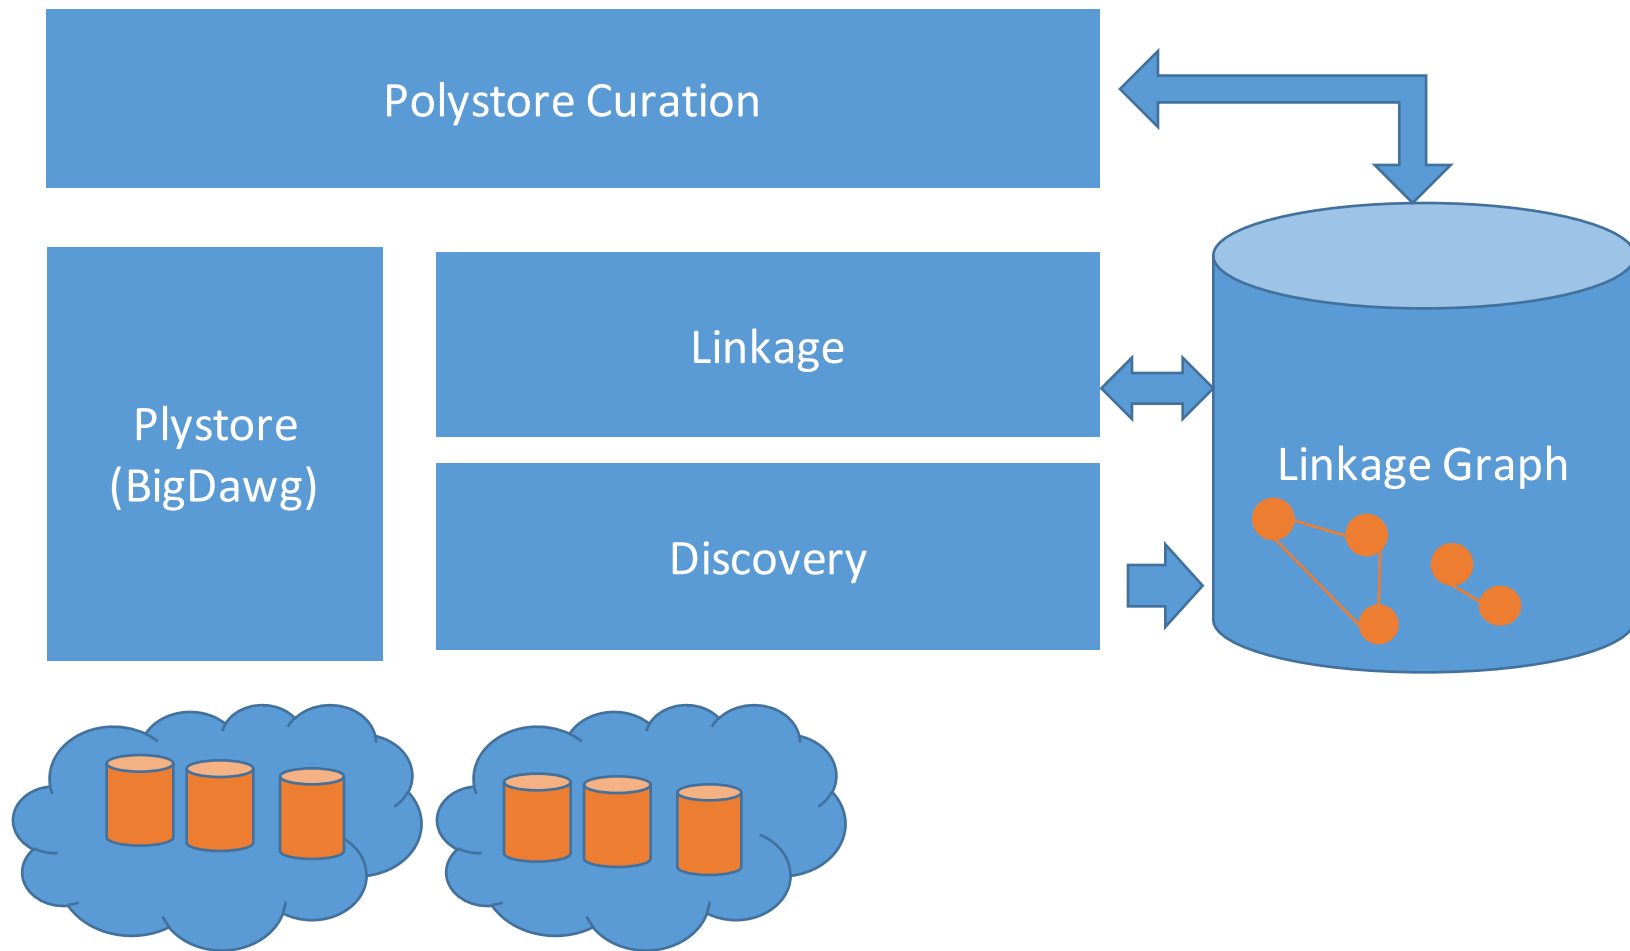 Polystore Curation
Linkage
Plystore
(BigDawg)
Linkage Graph
Discovery